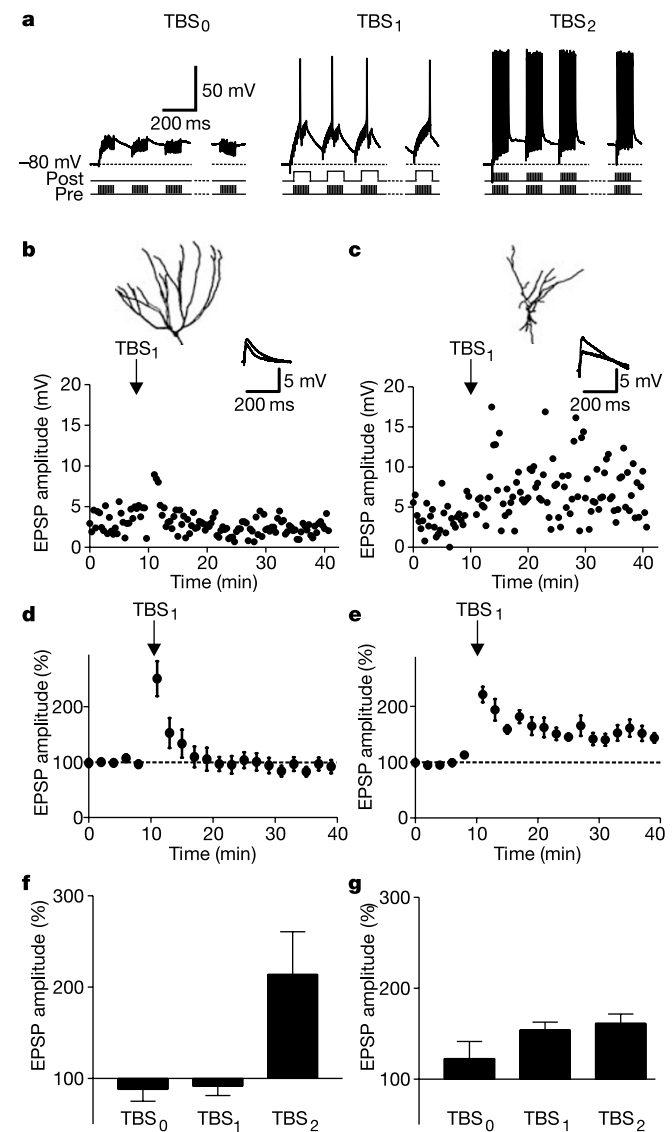 a
TBS0 TBS1 TBS2
50 mV
200 ms
–80 mV
Post
Pre
b c
TBS1 TBS1
5 mV 5 mV
200 ms 200 ms
EPSP amplitude (mV) EPSP amplitude (mV)
20 20
15 15
10 10
5 5
0 0
0 10 20 30 40 0 10 20 30 40
Time (min) Time (min)
d e
TBS1 TBS1
EPSP amplitude (%) EPSP amplitude (%)
200 200
100 100
0 0
0 10 20 30 40 0 10 20 30 40
Time (min) Time (min)
f g
EPSP amplitude (%) EPSP amplitude (%)
300 300
200 200
100 100
TBS0 TBS1 TBS2 TBS0 TBS1 TBS2